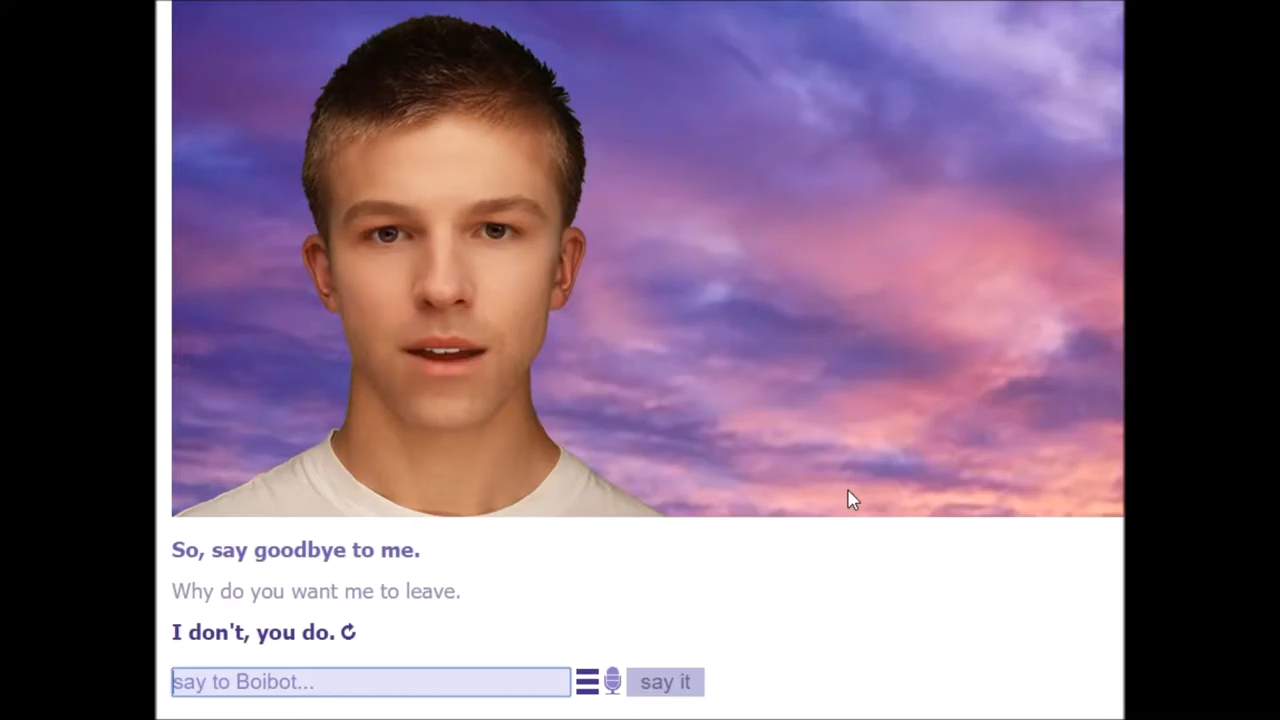 So, say goodbye to me.
Why do you want me to leave.
I don't, you do.
say to Boibot... say it